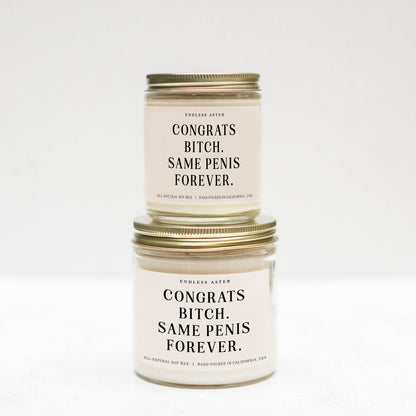 ENDLESS ASTER
CONGRATS
BITCH.
SAME PENIS
FOREVER.
ALL-NATURAL SOY WAX | HAND-POURED IN CALIFORNIA, USA
ENDLESS ASTER
CONGRATS
BITCH.
SAME PENIS
FOREVER.
ALL-NATURAL SOY WAX | HAND-POURED IN CALIFORNIA, USA